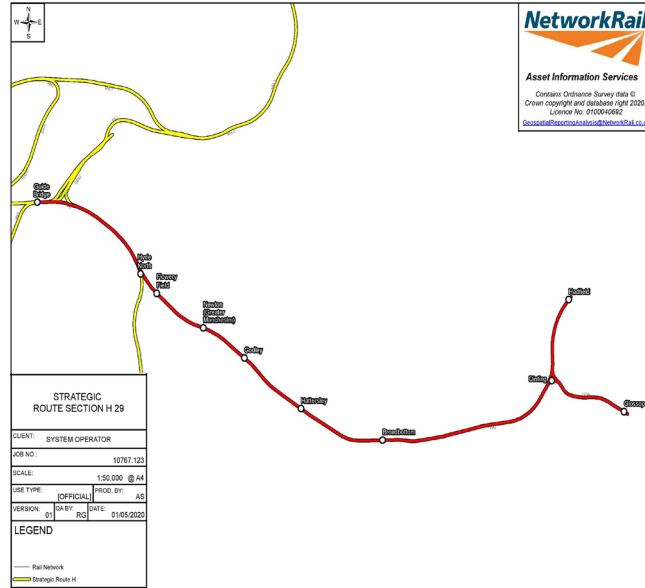 N
W E
S
NetworkRail
Asset Information Services
Contains Ordnance Survey data ©
Crown copyright and database right 2020.
Licence No: 0100040692
GeospatialReportingAnalysis@NetworkRail.co.u
Guide
Bridge
Hyde
North
Flowery
Field
Newton
(Greater
Manchester)
Godley
Hattersley
Broadbottom
Dinting
Hadfield
Glossop
STRATEGIC
ROUTE SECTION H 29
CLIENT: SYSTEM OPERATOR
JOB NO.: 10767.123
SCALE: 1:50,000 @ A4
USE TYPE: [OFFICIAL] PROD. BY: AS
VERSION: 01 QA BY: RG DATE: 01/05/2020
LEGEND
Rail Network
Strategic Route H